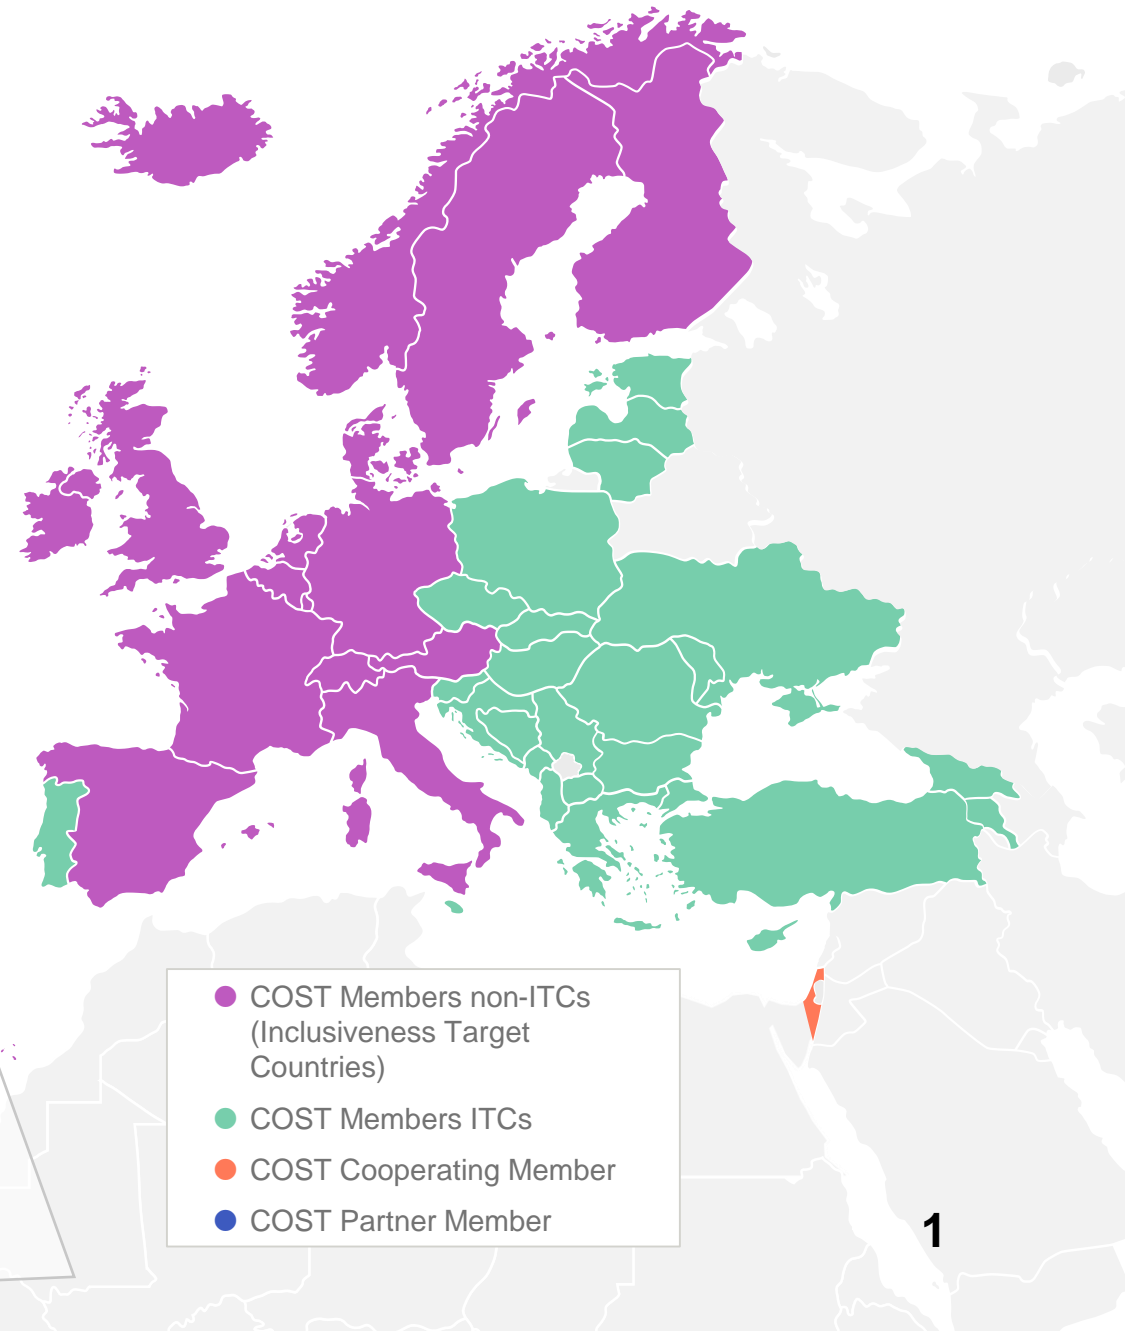 COST Members non-ITCs
(Inclusiveness Target
Countries)
COST Members ITCs
COST Cooperating Member
COST Partner Member
1